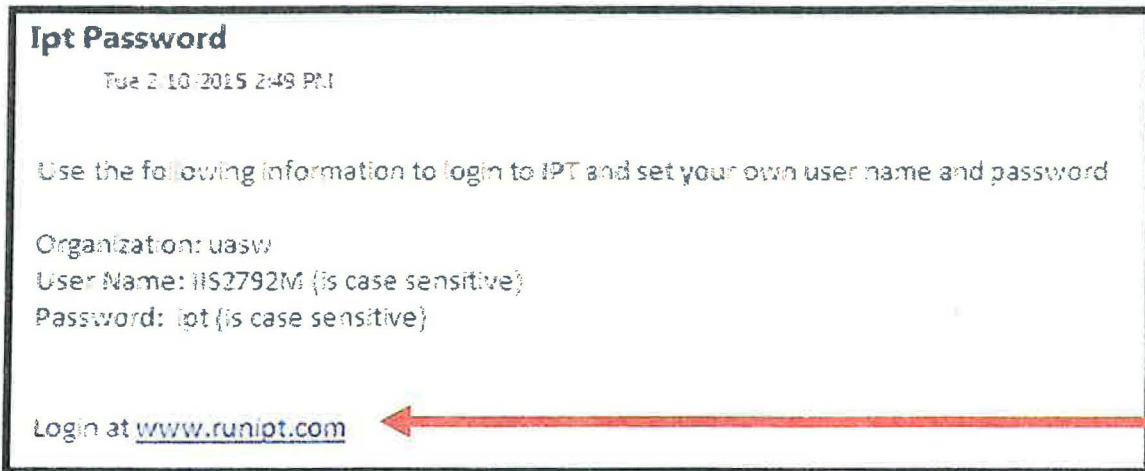 Ipt Password
Tue 2/10/2015 2:49 PM
Use the following information to login to IPT and set your own user name and password
Organization: uasw
User Name: IIS2792M (is case sensitive)
Password: ipt (is case sensitive)
Login at www.runipt.com